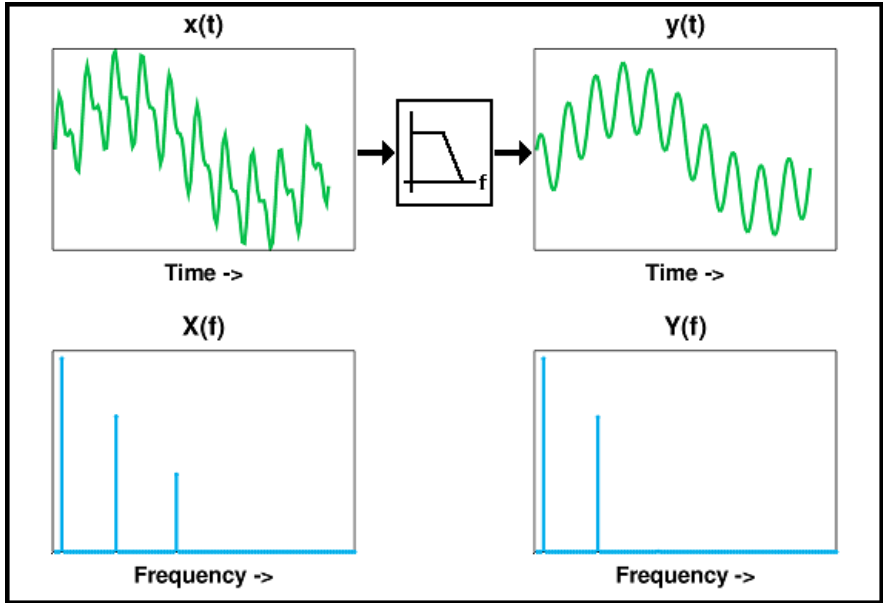 x(t)
y(t)
f
Time ->
Time ->
X(f)
Y(f)
Frequency ->
Frequency ->